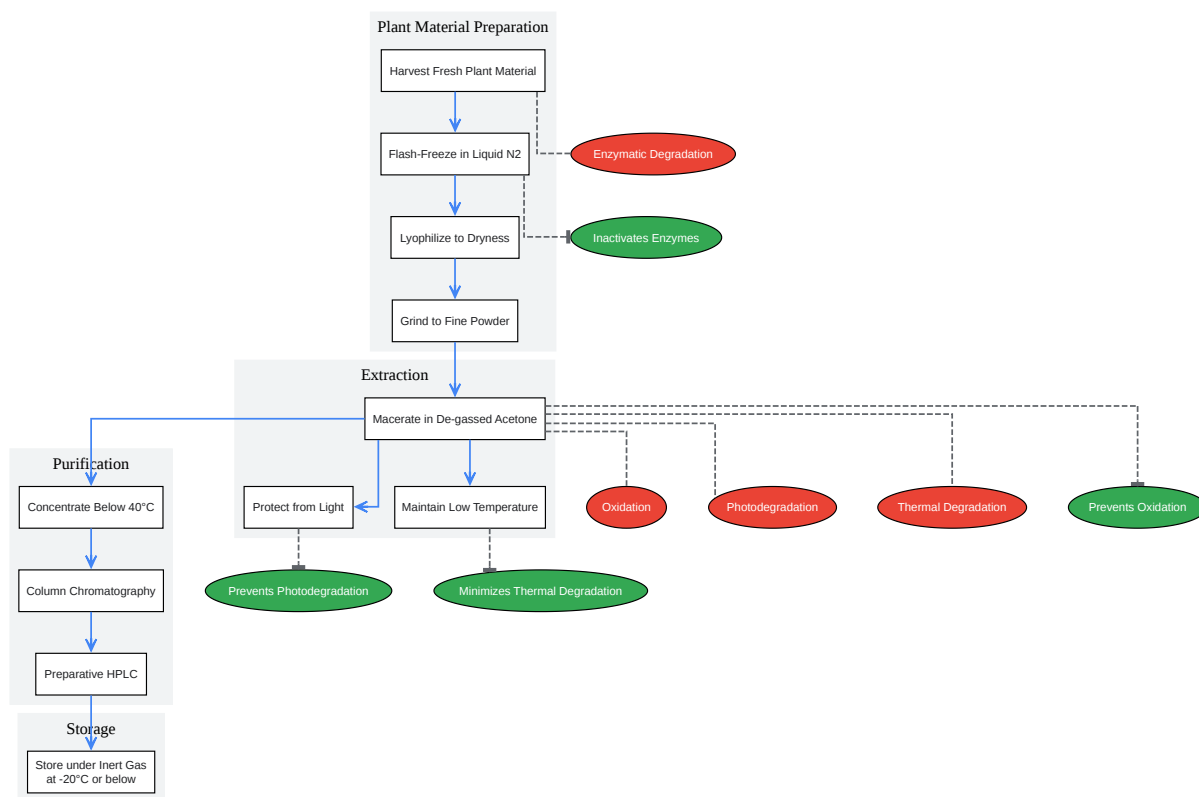 Plant Material Preparation
Harvest Fresh Plant Material
Flash-Freeze in Liquid N2
Enzymatic Degradation
Lyophilize to Dryness
Inactivates Enzymes
Grind to Fine Powder
Extraction
Macerate in De-gassed Acetone
Purification
Concentrate Below 40°C
Protect from Light
Maintain Low Temperature
Oxidation
Photodegradation
Thermal Degradation
Prevents Oxidation
Column Chromatography
Prevents Photodegradation
Minimizes Thermal Degradation
Preparative HPLC
Storage
Store under Inert Gas
at -20°C or below